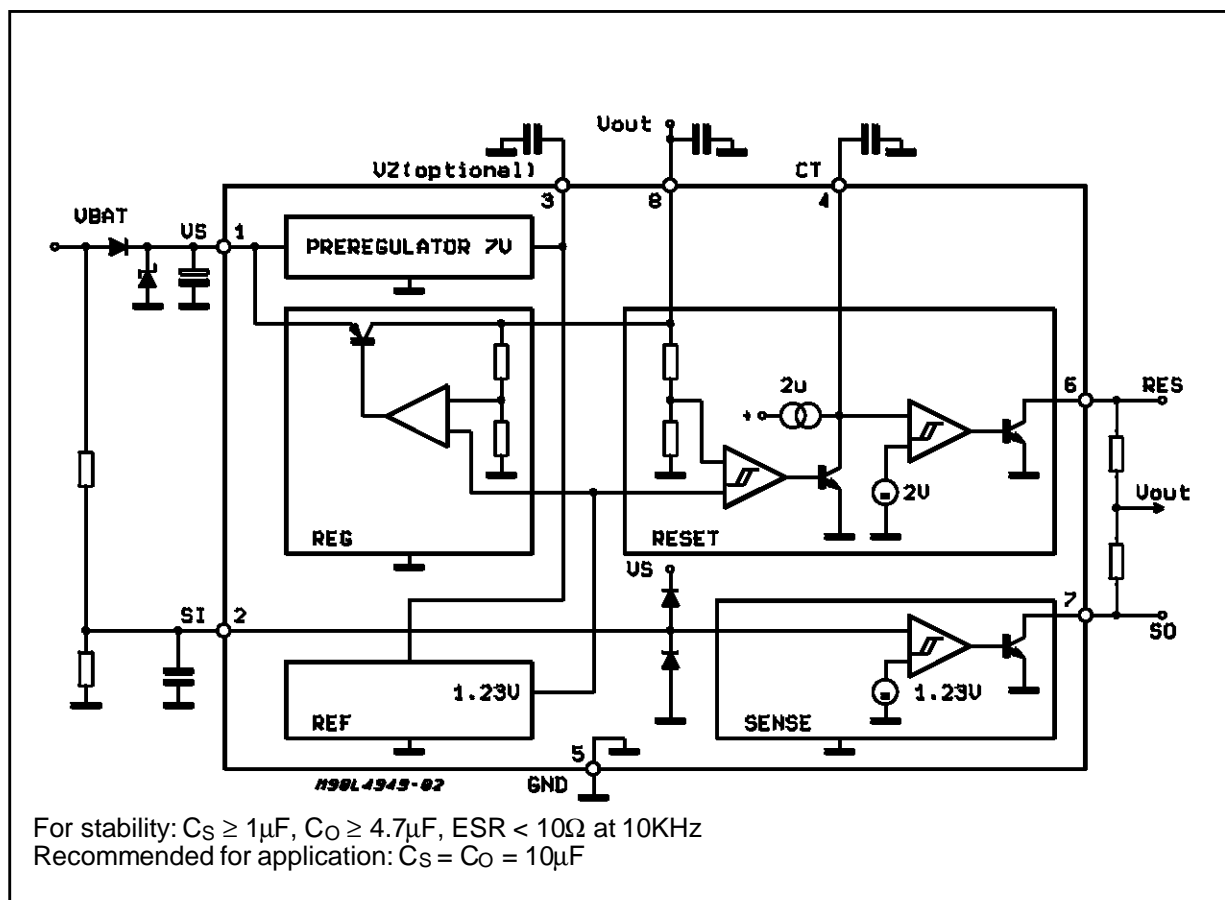 Vout
VZ(optional)
CT
3
8
4
VBAT
VS
1
PREREGULATOR 7V
2u
+
6
RES
2V
Vout
REG
RESET
VS
SI
2
7
SO
1.23V
1.23V
REF
SENSE
5
M90L4949-02
GND
For stability: CS ≥ 1μF, CO ≥ 4.7μF, ESR < 10Ω at 10KHz
Recommended for application: CS = CO = 10μF